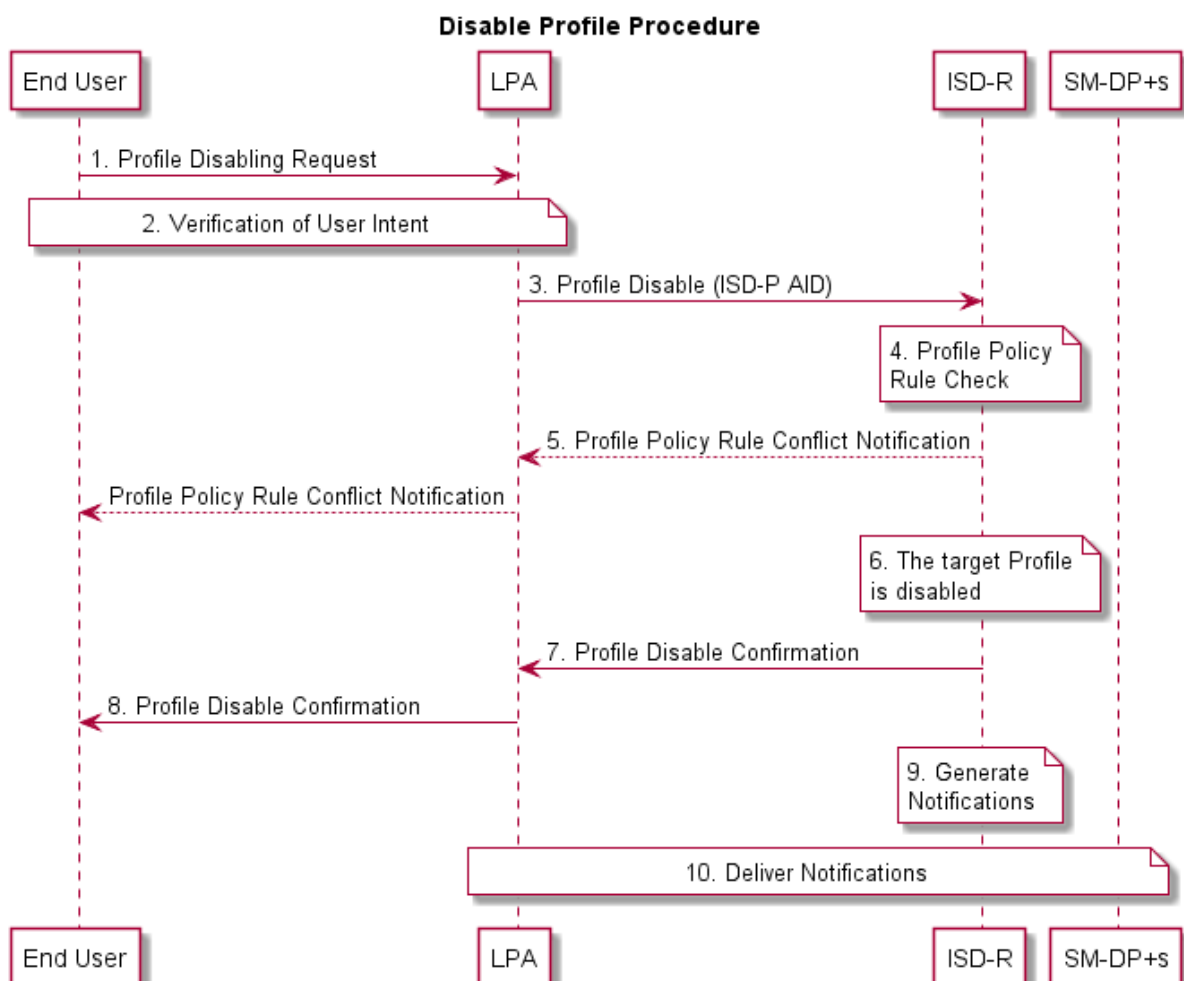 Disable Profile Procedure
End User
LPA
ISD-R
SM-DP+s
1. Profile Disabling Request
2. Verification of User Intent
3. Profile Disable (ISD-P AID)
4. Profile Policy
Rule Check
5. Profile Policy Rule Conflict Notification
Profile Policy Rule Conflict Notification
6. The target Profile
is disabled
7. Profile Disable Confirmation
8. Profile Disable Confirmation
9. Generate
Notifications
10. Deliver Notifications
End User
LPA
ISD-R
SM-DP+s